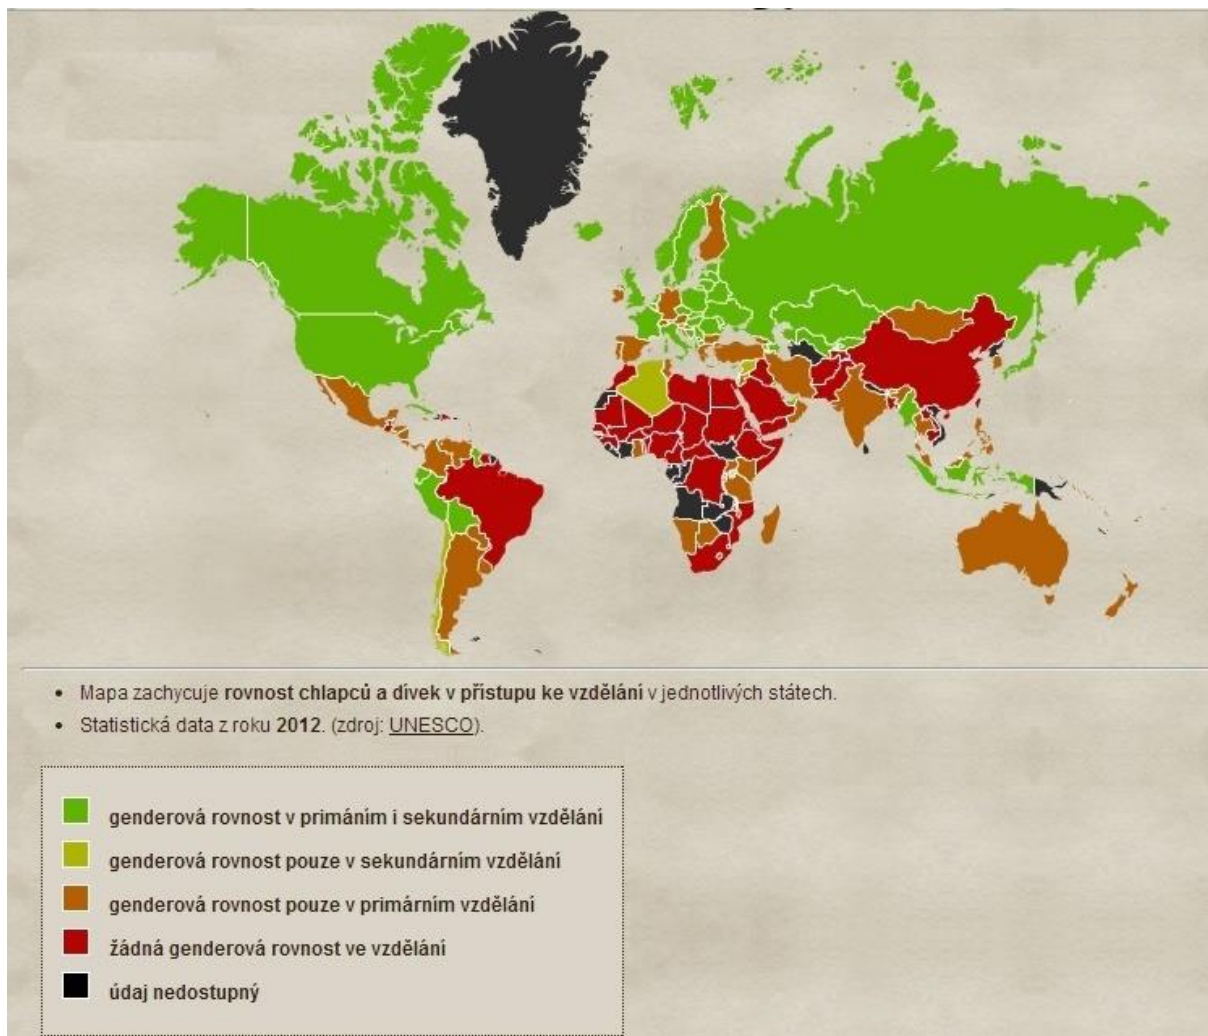 Mapa zachycuje rovnost chlapců a dívek v přístupu ke vzdělání v jednotlivých státech.
Statistická data z roku 2012. (zdroj: UNESCO).
genderová rovnost v primáním i sekundárním vzdělání
genderová rovnost pouze v sekundárním vzdělání
genderová rovnost pouze v primárním vzdělání
žádná genderová rovnost ve vzdělání
údaj nedostupný